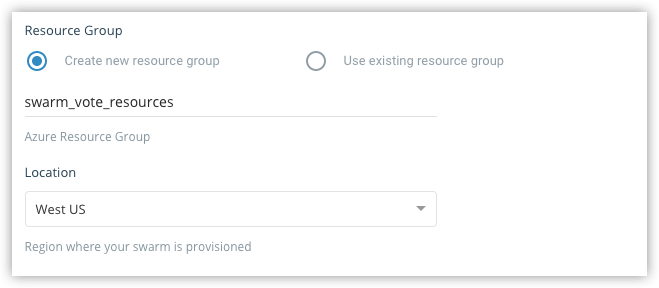 Resource Group
Create new resource group Use existing resource group
swarm_vote_resources
Azure Resource Group
Location
West US
Region where your swarm is provisioned